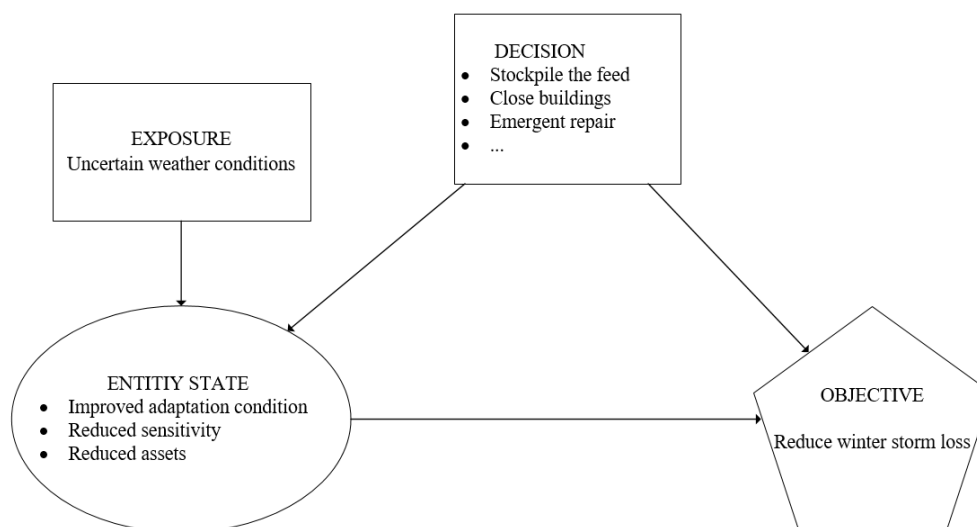 DECISION
• Stockpile the feed
• Close buildings
• Emergent repair
• ...
EXPOSURE
Uncertain weather conditions
ENTITIY STATE
• Improved adaptation condition
• Reduced sensitivity
• Reduced assets
OBJECTIVE
Reduce winter storm loss